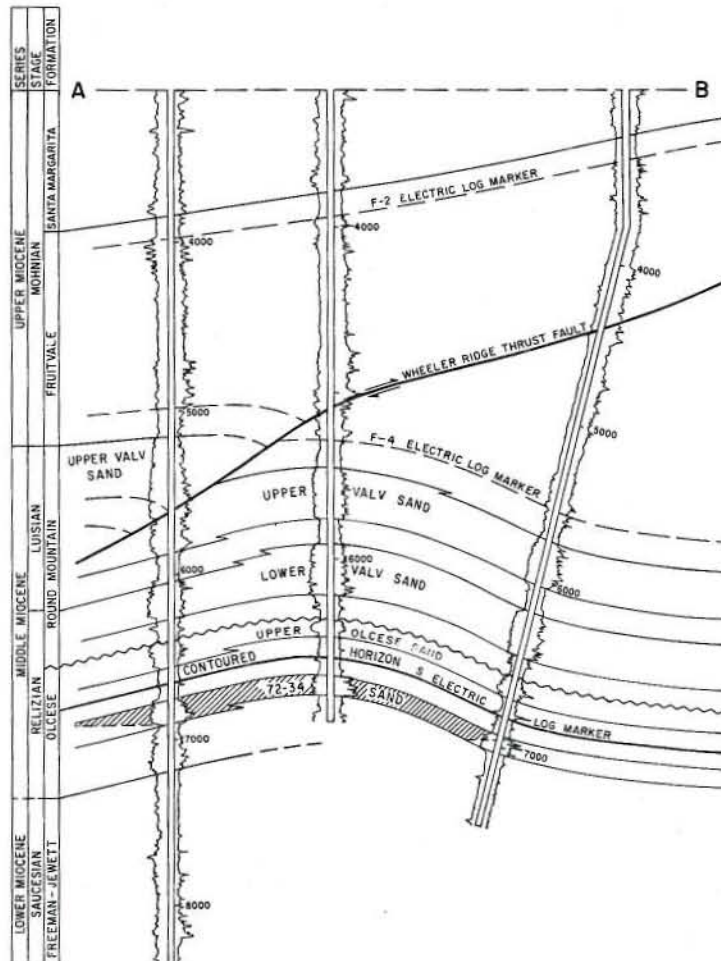 SERIES
STAGE
FORMATION
UPPER MIOCENE
MIDDLE MIOCENE
LOWER MIOCENE
MOHNIAN
LUISIAN
RELIZIAN
SAUCESIAN
SANTA MARGARITA
FRUITVALE
ROUND MOUNTAIN
OLCESE
FREEMAN-JEWETT
A
B
F-2 ELECTRIC LOG MARKER
4000
4000
4000
WHEELER RIDGE THRUST FAULT
5000
5000
F-4 ELECTRIC LOG MARKER
UPPER VALV
SAND
UPPER VALV SAND
6000
6000
6000
LOWER VALV SAND
UPPER OLCESE SAND
CONTOURED HORIZON S ELECTRIC LOG MARKER
72-34 SAND
7000
7000
8000